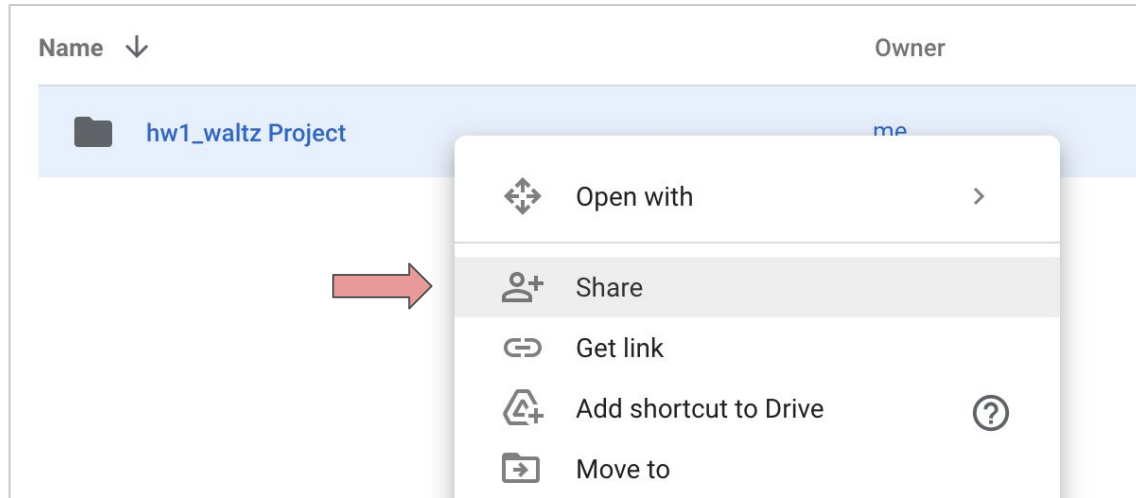 Name Owner
hw1_waltz Project me
Open with
Share
Get link
Add shortcut to Drive
Move to